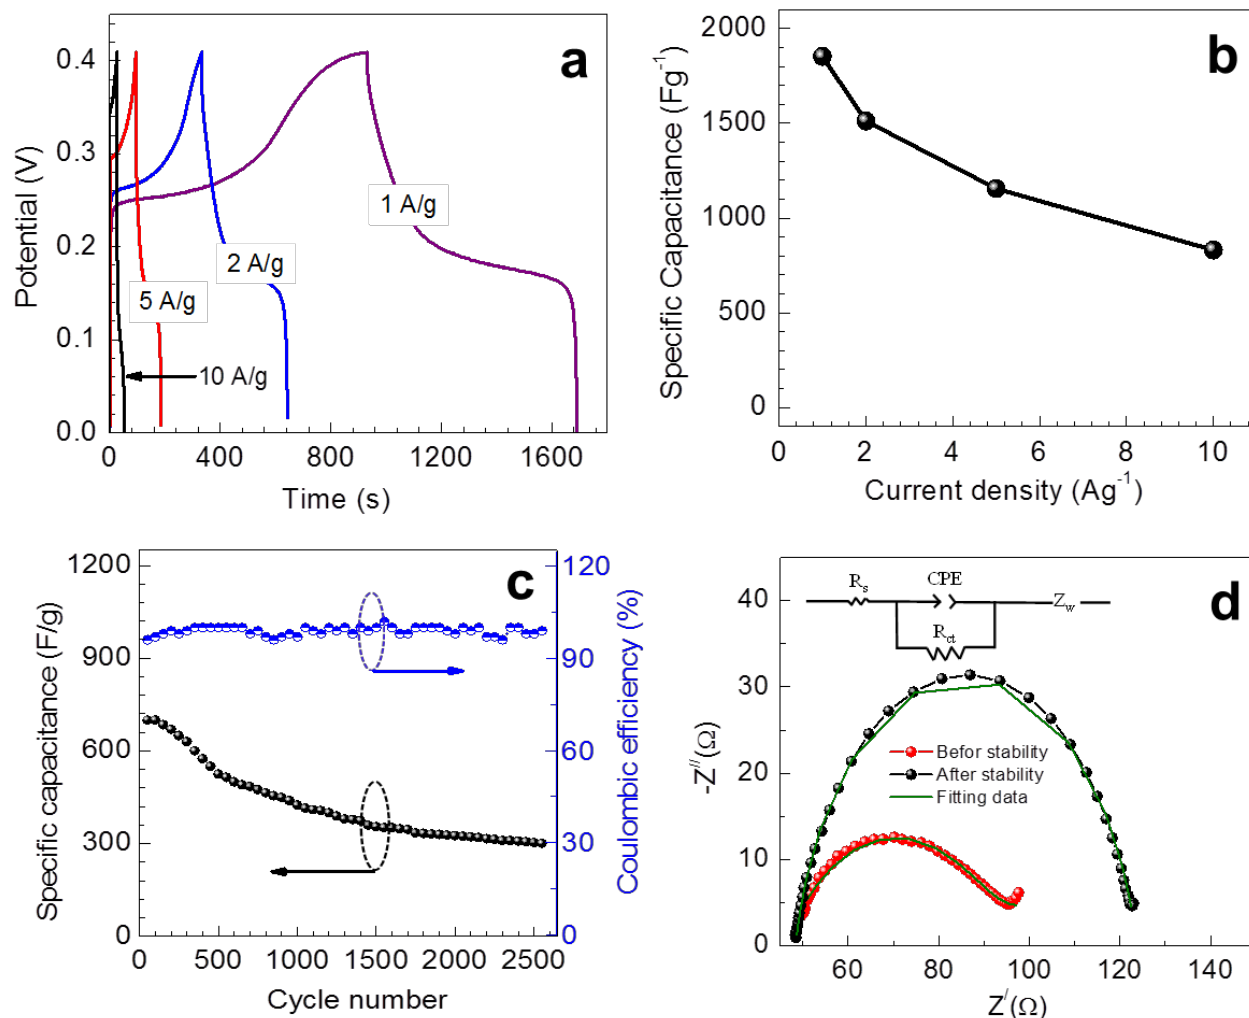 a
Potential (V)
0.4
0.3
0.2
0.1
0.0
1 A/g
2 A/g
5 A/g
10 A/g
0 400 800 1200 1600
Time (s)
b
Specific Capacitance (Fg⁻¹)
2000
1500
1000
500
0
0 2 4 6 8 10
Current density (Ag⁻¹)
c
Specific capacitance (F/g)
1200
900
600
300
0
Coulombic efficiency (%)
120
90
60
30
0
0 500 1000 1500 2000 2500
Cycle number
d
-Z//(Ω)
40
30
20
10
0
Rs
CPE
Rct
Zw
Befor stability
After stability
Fitting data
60 80 100 120 140
Z/(Ω)